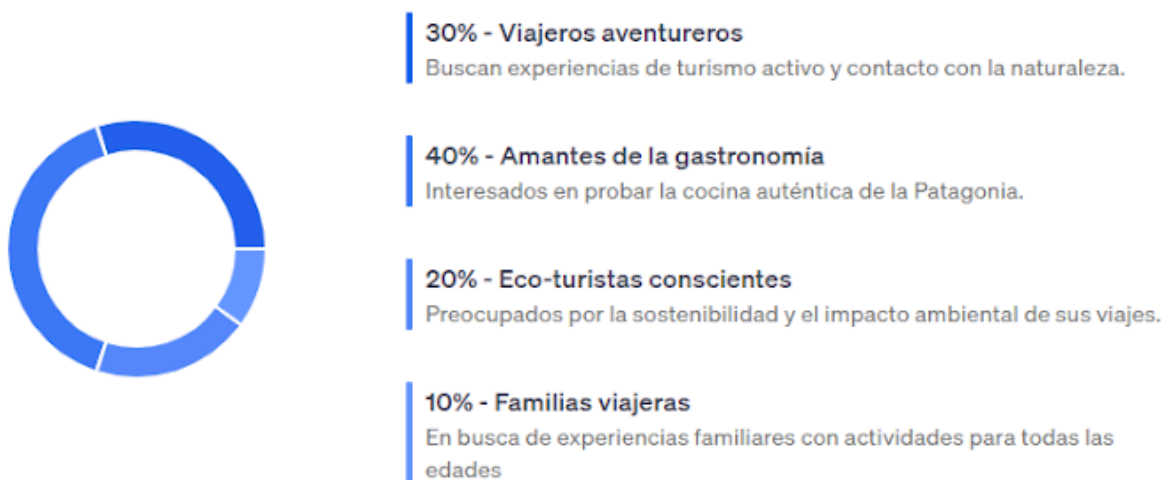 30% - Viajeros aventureros
Buscan experiencias de turismo activo y contacto con la naturaleza.
40% - Amantes de la gastronomía
Interesados en probar la cocina auténtica de la Patagonia.
20% - Eco-turistas conscientes
Preocupados por la sostenibilidad y el impacto ambiental de sus viajes.
10% - Familias viajeras
En busca de experiencias familiares con actividades para todas las
edades